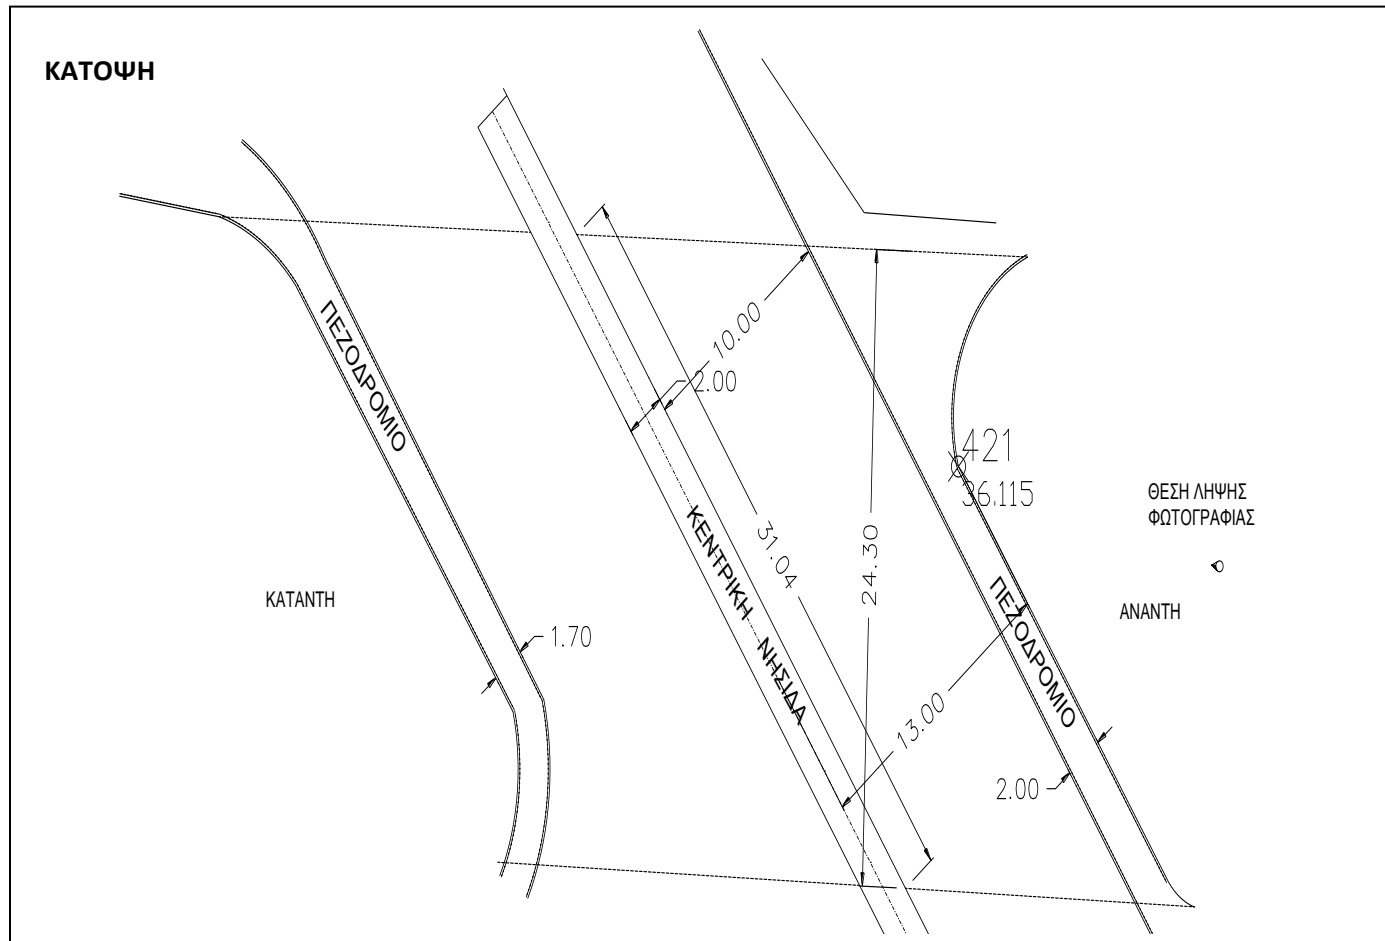 ΚΑΤΟΨΗ
ΠΕΖΟΔΡΟΜΙΟ
10.00
2.00
421
36.115
ΘΕΣΗ ΛΗΨΗΣ
ΦΩΤΟΓΡΑΦΙΑΣ
ΚΕΝΤΡΙΚΗ ΝΗΣΙΔΑ
31.04
24.30
ΚΑΤΑΝΤΗ
ΑΝΑΝΤΗ
ΠΕΖΟΔΡΟΜΙΟ
1.70
13.00
2.00